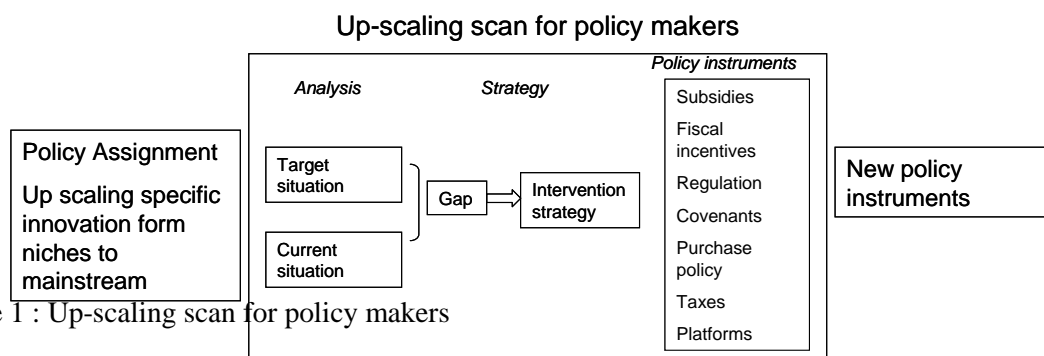 Up-scaling scan for policy makers
Policy instruments
Analysis
Strategy
Subsidies
Fiscal
incentives
Regulation
Covenants
Purchase
policy
Taxes
Platforms
Policy Assignment
Up scaling specific
innovation form
niches to
mainstream
Target
situation
Current
situation
Gap
Intervention
strategy
New policy
instruments
e 1 : Up-scaling scan for policy makers